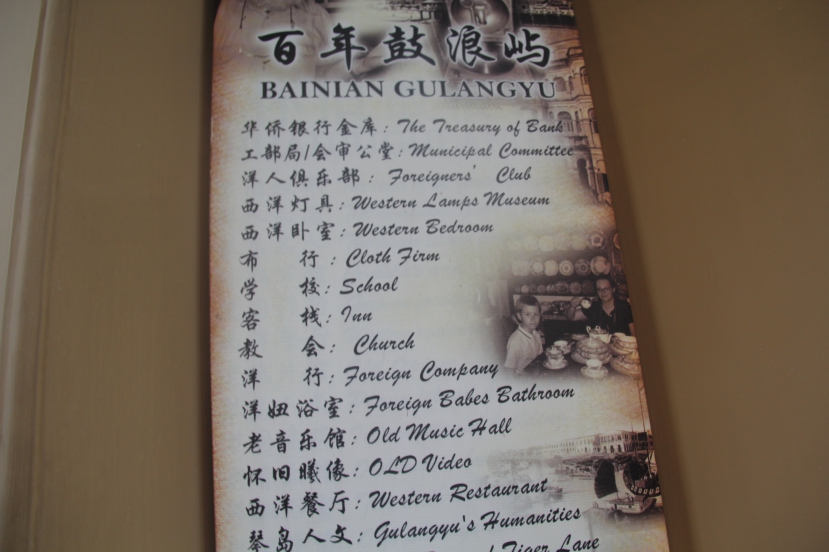 百年鼓浪屿
BAINIAN GULANGYU
华侨银行金库: The Treasury of Bank
工部局/会审公堂: Municipal Committee
洋人俱乐部: Foreigners' Club
西洋灯具: Western Lamps Museum
西洋卧室: Western Bedroom
布 行: Cloth Firm
学 校: School
客 栈: Inn
教 会: Church
洋 行: Foreign Company
洋妞浴室: Foreign Babes Bathroom
老音乐馆: Old Music Hall
怀旧曦像: OLD Video
西洋餐厅: Western Restaurant
琴岛人文: Gulangyu's Humanities
Tiger Lane